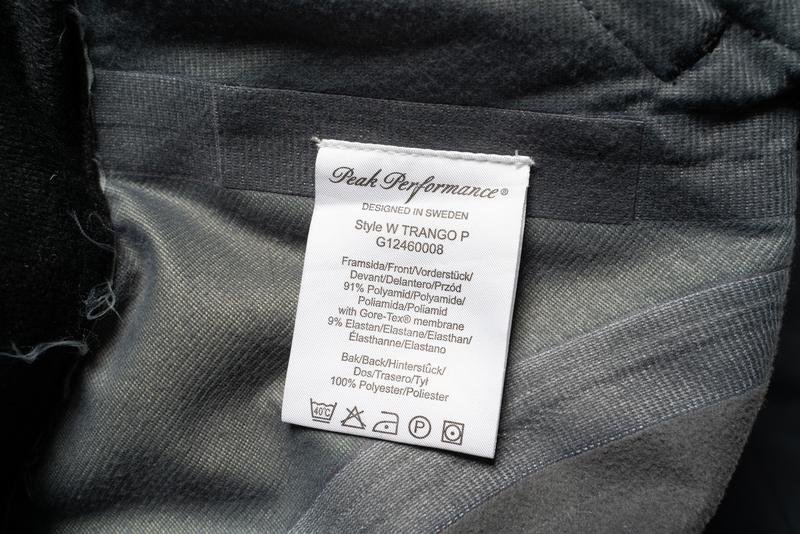 Peak Performance®
DESIGNED IN SWEDEN
Style W TRANGO P
G12460008
Framsida/Front/Vorderstück/
Devant/Delantero/Przód
91% Polyamid/Polyamide/
Poliamida/Poliamid
with Gore-Tex® membrane
9% Elastan/Elastane/Elasthan/
Élasthanne/Elastano
Bak/Back/Hinterstück/
Dos/Trasero/Tył
100% Polyester/Poliester
40°C P